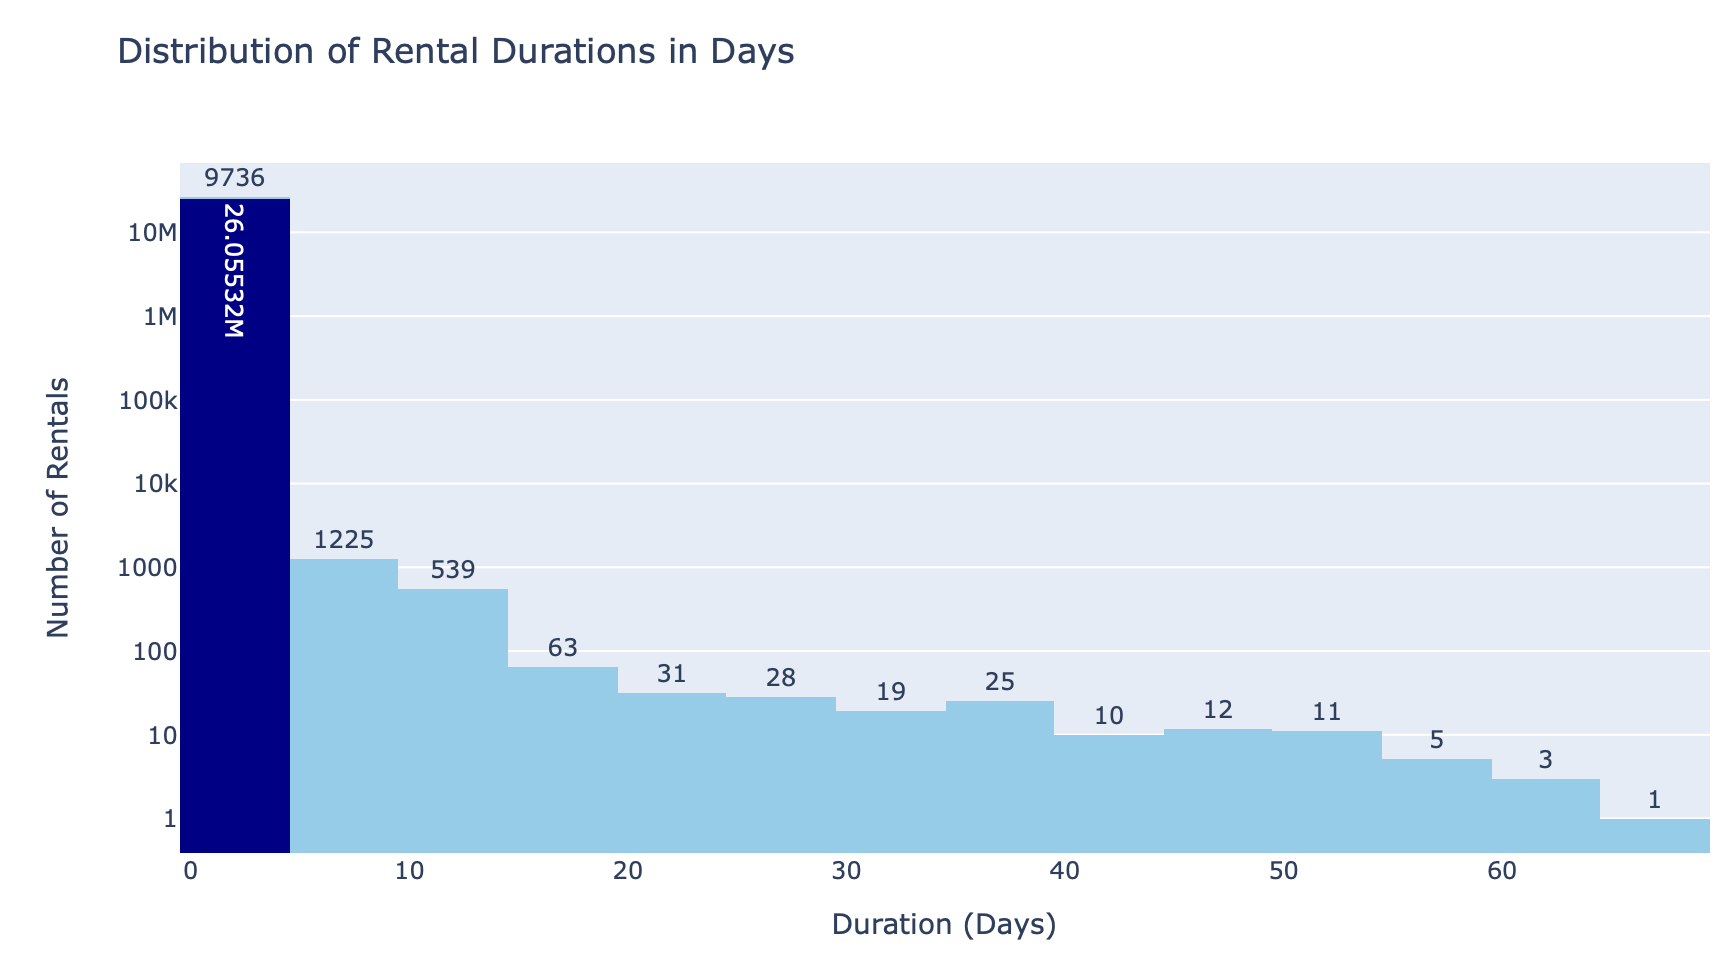 Distribution of Rental Durations in Days
9736
26.05532M
1225
539
63
31
28
19
25
10
12
11
5
3
1
10M
1M
100k
10k
1000
100
10
1
Number of Rentals
0 10 20 30 40 50 60
Duration (Days)